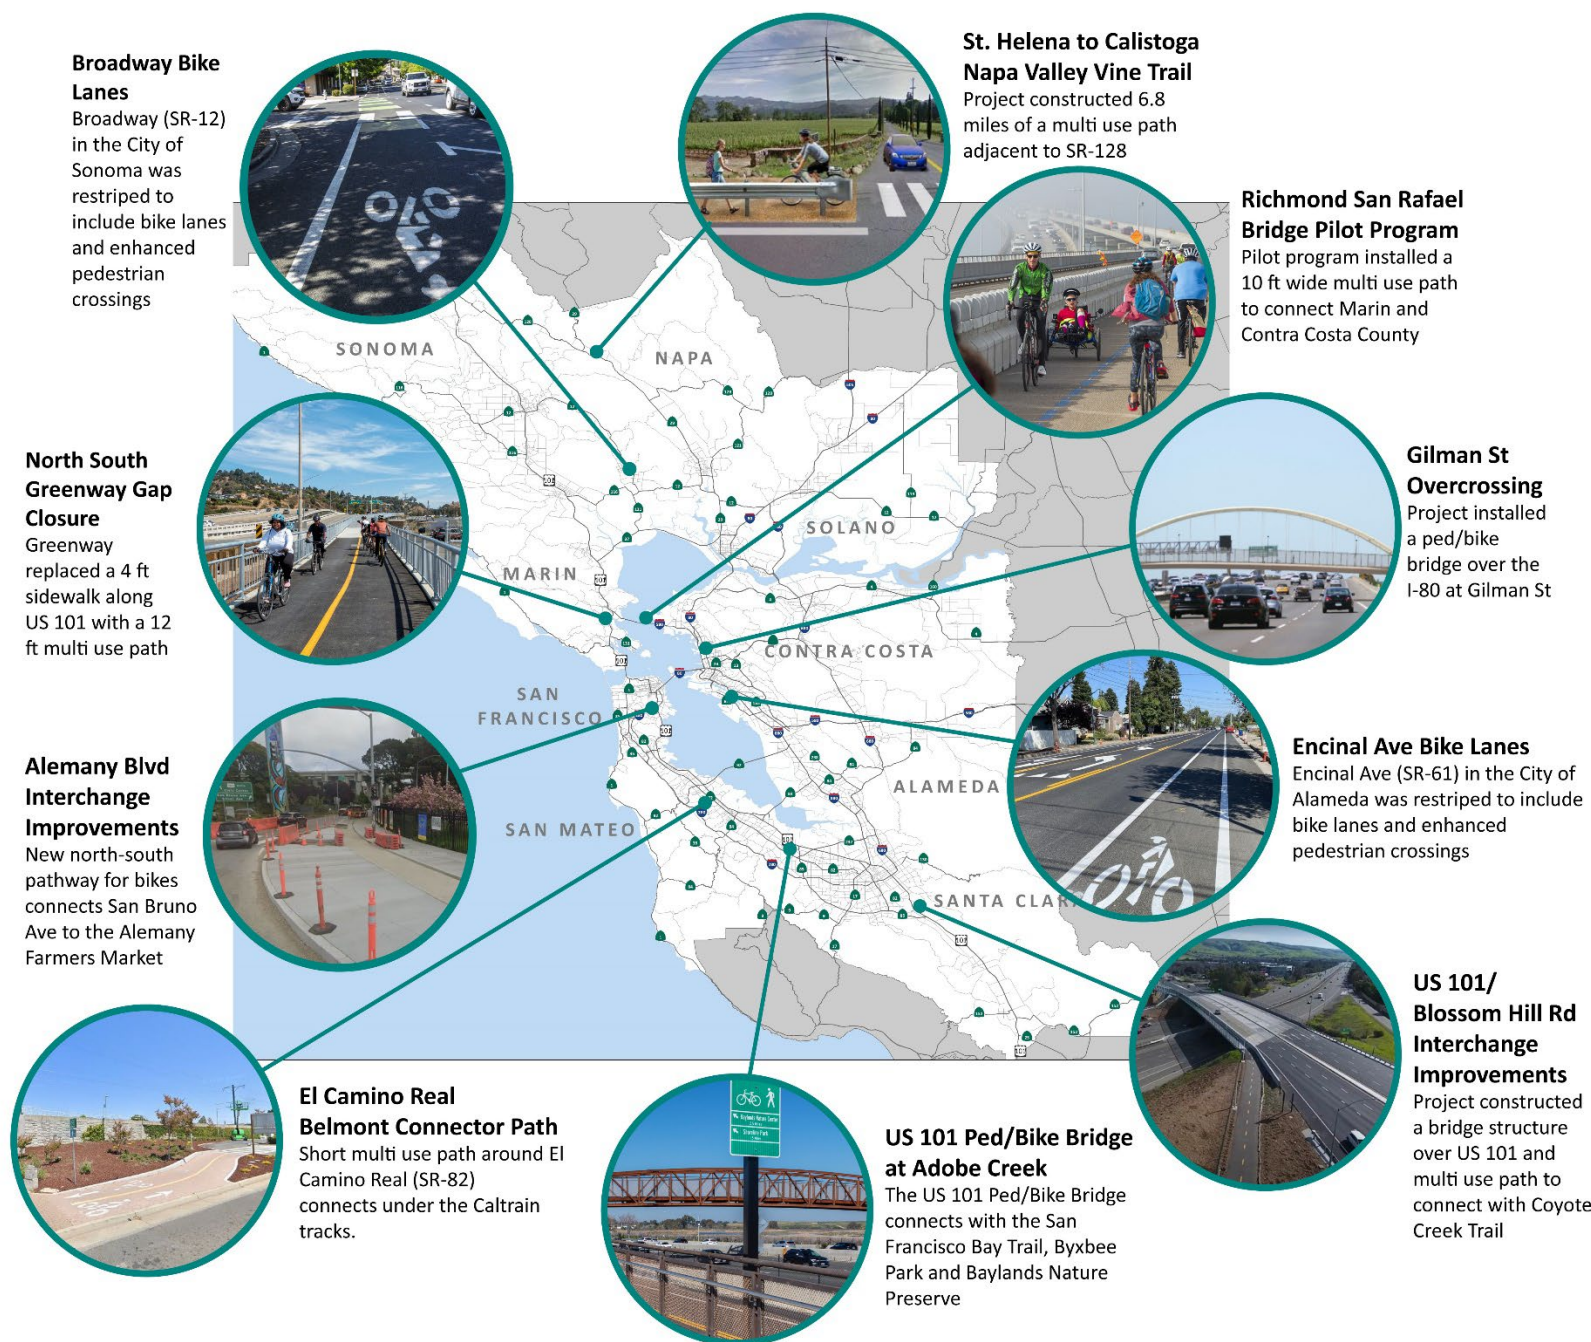 Broadway Bike
Lanes
Broadway (SR-12)
in the City of
Sonoma was
restriped to
include bike lanes
and enhanced
pedestrian
crossings
St. Helena to Calistoga
Napa Valley Vine Trail
Project constructed 6.8
miles of a multi use path
adjacent to SR-128
Richmond San Rafael
Bridge Pilot Program
Pilot program installed a
10 ft wide multi use path
to connect Marin and
Contra Costa County
North South
Greenway Gap
Closure
Greenway
replaced a 4 ft
sidewalk along
US 101 with a 12
ft multi use path
Gilman St
Overcrossing
Project installed
a ped/bike
bridge over the
I-80 at Gilman St
SONOMA
NAPA
SOLANO
MARIN
CONTRA COSTA
SAN
FRANCISCO
ALAMEDA
SAN MATEO
SANTA CLARA
Alemany Blvd
Interchange
Improvements
New north-south
pathway for bikes
connects San Bruno
Ave to the Alemany
Farmers Market
Encinal Ave Bike Lanes
Encinal Ave (SR-61) in the City of
Alameda was restriped to include
bike lanes and enhanced
pedestrian crossings
El Camino Real
Belmont Connector Path
Short multi use path around El
Camino Real (SR-82)
connects under the Caltrain
tracks.
US 101 Ped/Bike Bridge
at Adobe Creek
The US 101 Ped/Bike Bridge
connects with the San
Francisco Bay Trail, Byxbee
Park and Baylands Nature
Preserve
US 101/
Blossom Hill Rd
Interchange
Improvements
Project constructed
a bridge structure
over US 101 and
multi use path to
connect with Coyote
Creek Trail